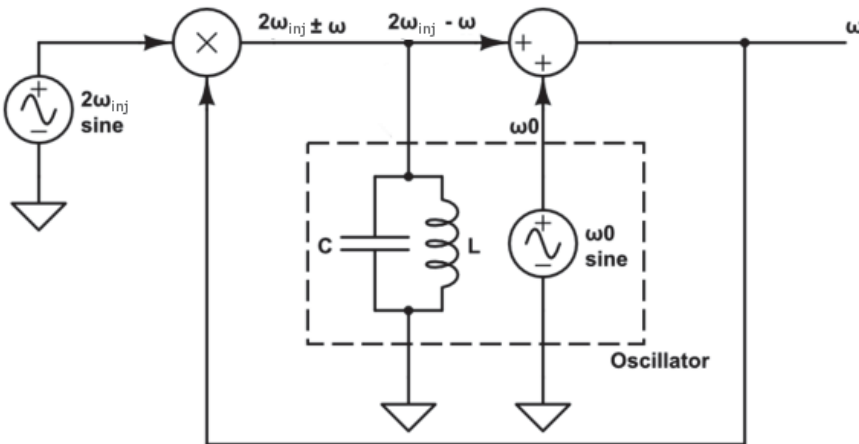 2ω_inj ± ω
2ω_inj - ω
ω
×
+
+
+
−
2ω_inj
sine
ω0
C
L
+
−
ω0
sine
Oscillator